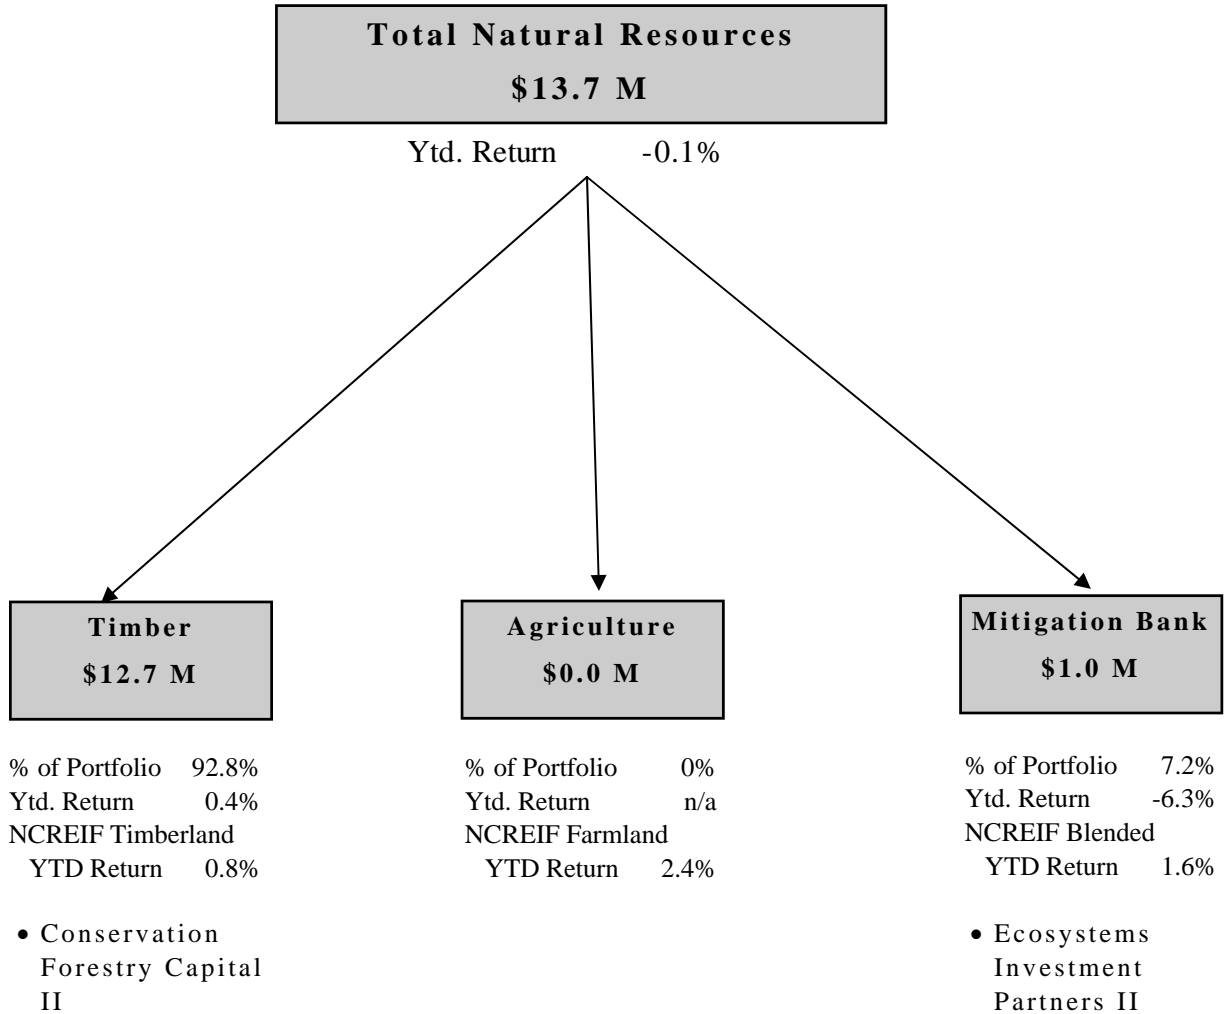 Total Natural Resources
$13.7 M
Ytd. Return -0.1%
Timber
$12.7 M
% of Portfolio 92.8%
Ytd. Return 0.4%
NCREIF Timberland
YTD Return 0.8%
• Conservation
Forestry Capital
II
Agriculture
$0.0 M
% of Portfolio 0%
Ytd. Return n/a
NCREIF Farmland
YTD Return 2.4%
Mitigation Bank
$1.0 M
% of Portfolio 7.2%
Ytd. Return -6.3%
NCREIF Blended
YTD Return 1.6%
• Ecosystems
Investment
Partners II